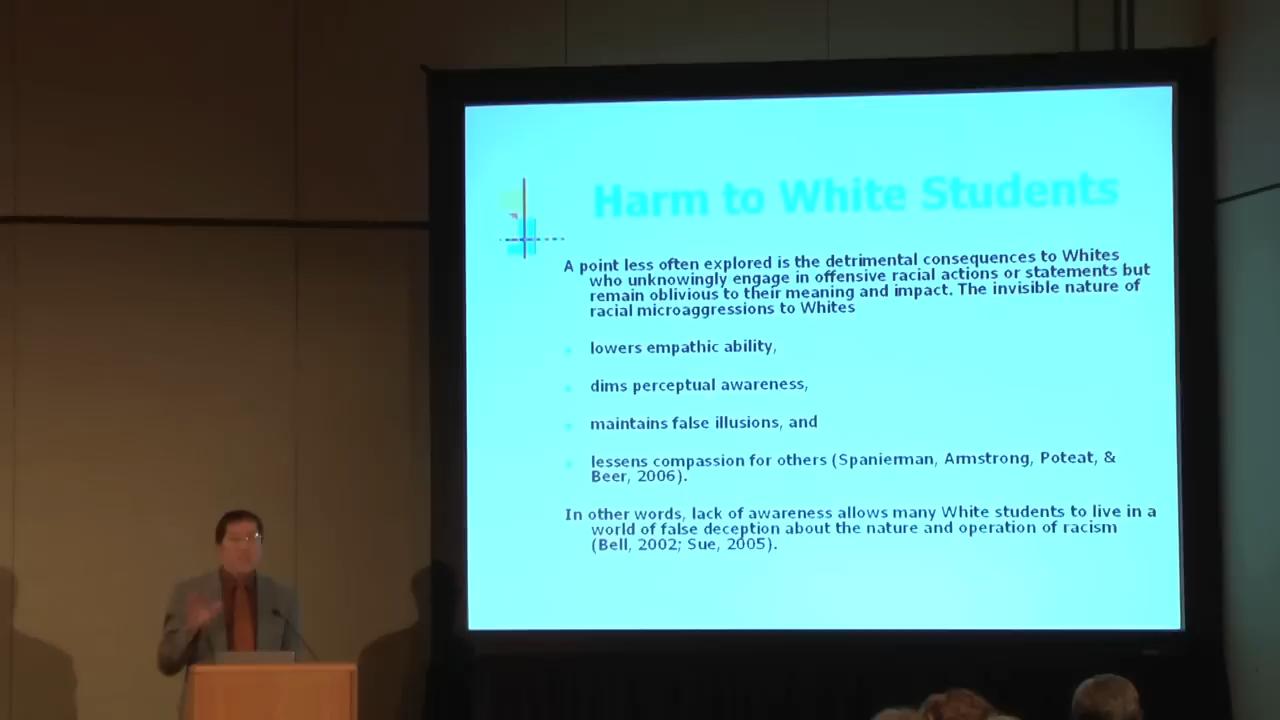 Harm to White Students
A point less often explored is the detrimental consequences to Whites
who unknowingly engage in offensive racial actions or statements but
remain oblivious to their meaning and impact. The invisible nature of
racial microaggressions to Whites
lowers empathic ability,
dims perceptual awareness,
maintains false illusions, and
lessens compassion for others (Spanierman, Armstrong, Poteat, &
Beer, 2006).
In other words, lack of awareness allows many White students to live in a
world of false deception about the nature and operation of racism
(Bell, 2002; Sue, 2005).